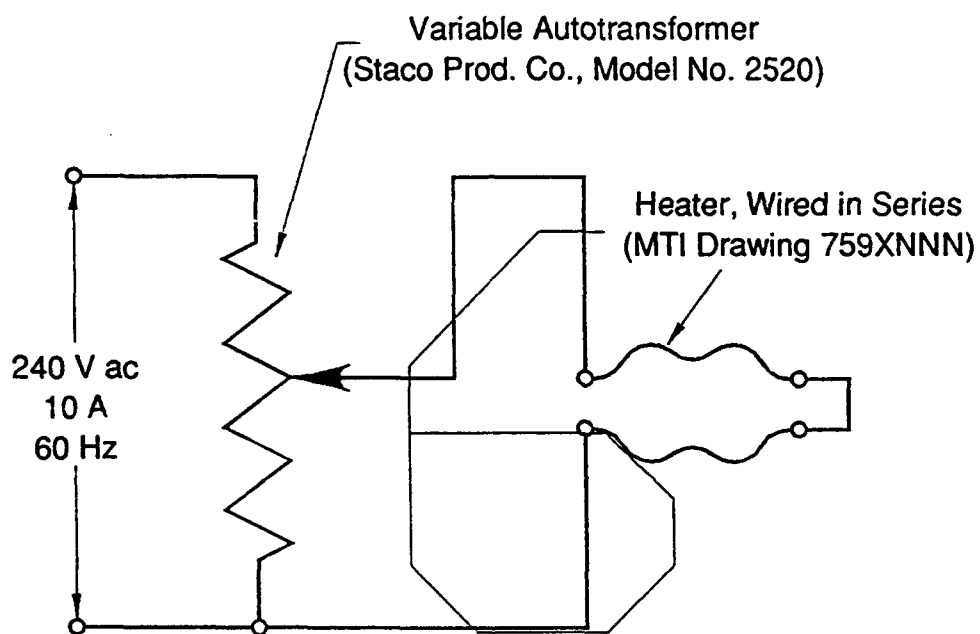 Variable Autotransformer
(Staco Prod. Co., Model No. 2520)
Heater, Wired in Series
(MTI Drawing 759XNNN)
240 V ac
10 A
60 Hz